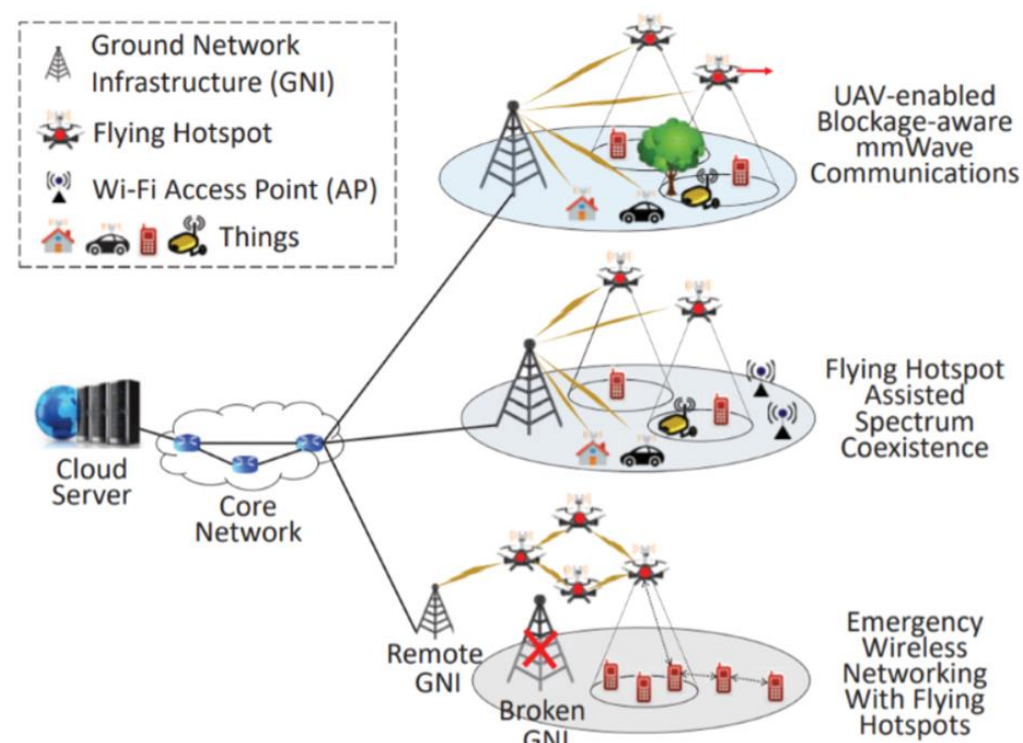 Ground Network
Infrastructure (GNI)
Flying Hotspot
Wi-Fi Access Point (AP)
Things
UAV-enabled
Blockage-aware
mmWave
Communications
Flying Hotspot
Assisted
Spectrum
Coexistence
Cloud
Server
Core
Network
Remote
GNI
Broken
GNI
Emergency
Wireless
Networking
With Flying
Hotspots